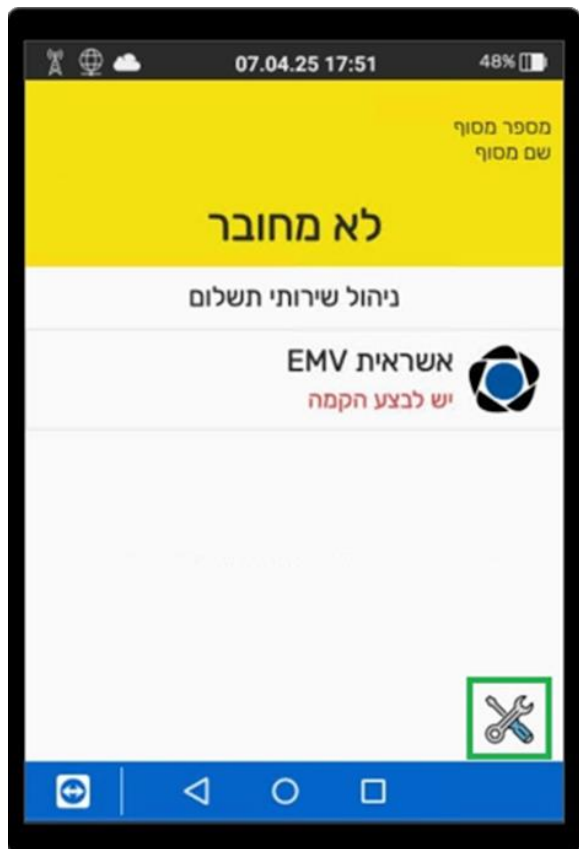 07.04.25 17:51
48%
מספר מסוף
שם מסוף
לא מחובר
ניהול שירותי תשלום
אשראית EMV
יש לבצע הקמה